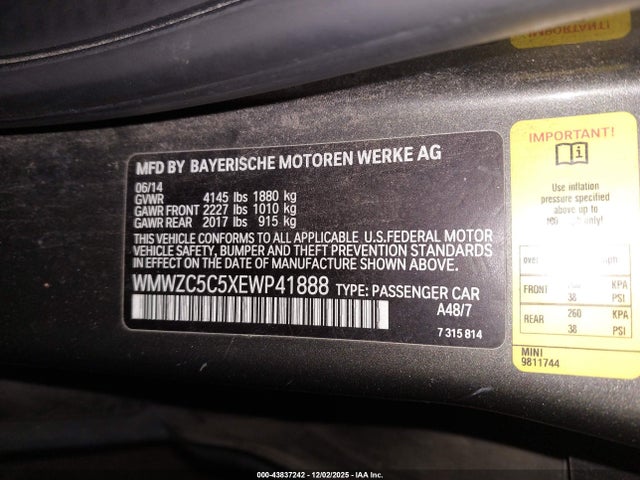 MFD BY BAYERISCHE MOTOREN WERKE AG
06/14
GVWR 4145 lbs 1880 kg
GAWR FRONT 2227 lbs 1010 kg
GAWR REAR 2017 lbs 915 kg
THIS VEHICLE CONFORMS TO ALL APPLICABLE U.S.FEDERAL MOTOR
VEHICLE SAFETY, BUMPER AND THEFT PREVENTION STANDARDS
IN EFFECT ON THE DATE OF MANUFACTURE SHOWN ABOVE.
WMWZC5C5XEWP41888 TYPE: PASSENGER CAR
A48/7
7 315 814
IMPORTANT!
Use inflation
pressure specified
above up to
only!
over
FRONT KPA
38 PSI
REAR 260 KPA
38 PSI
MINI
9811744
00-43837242 - 12/02/2025 - IAA, Inc.